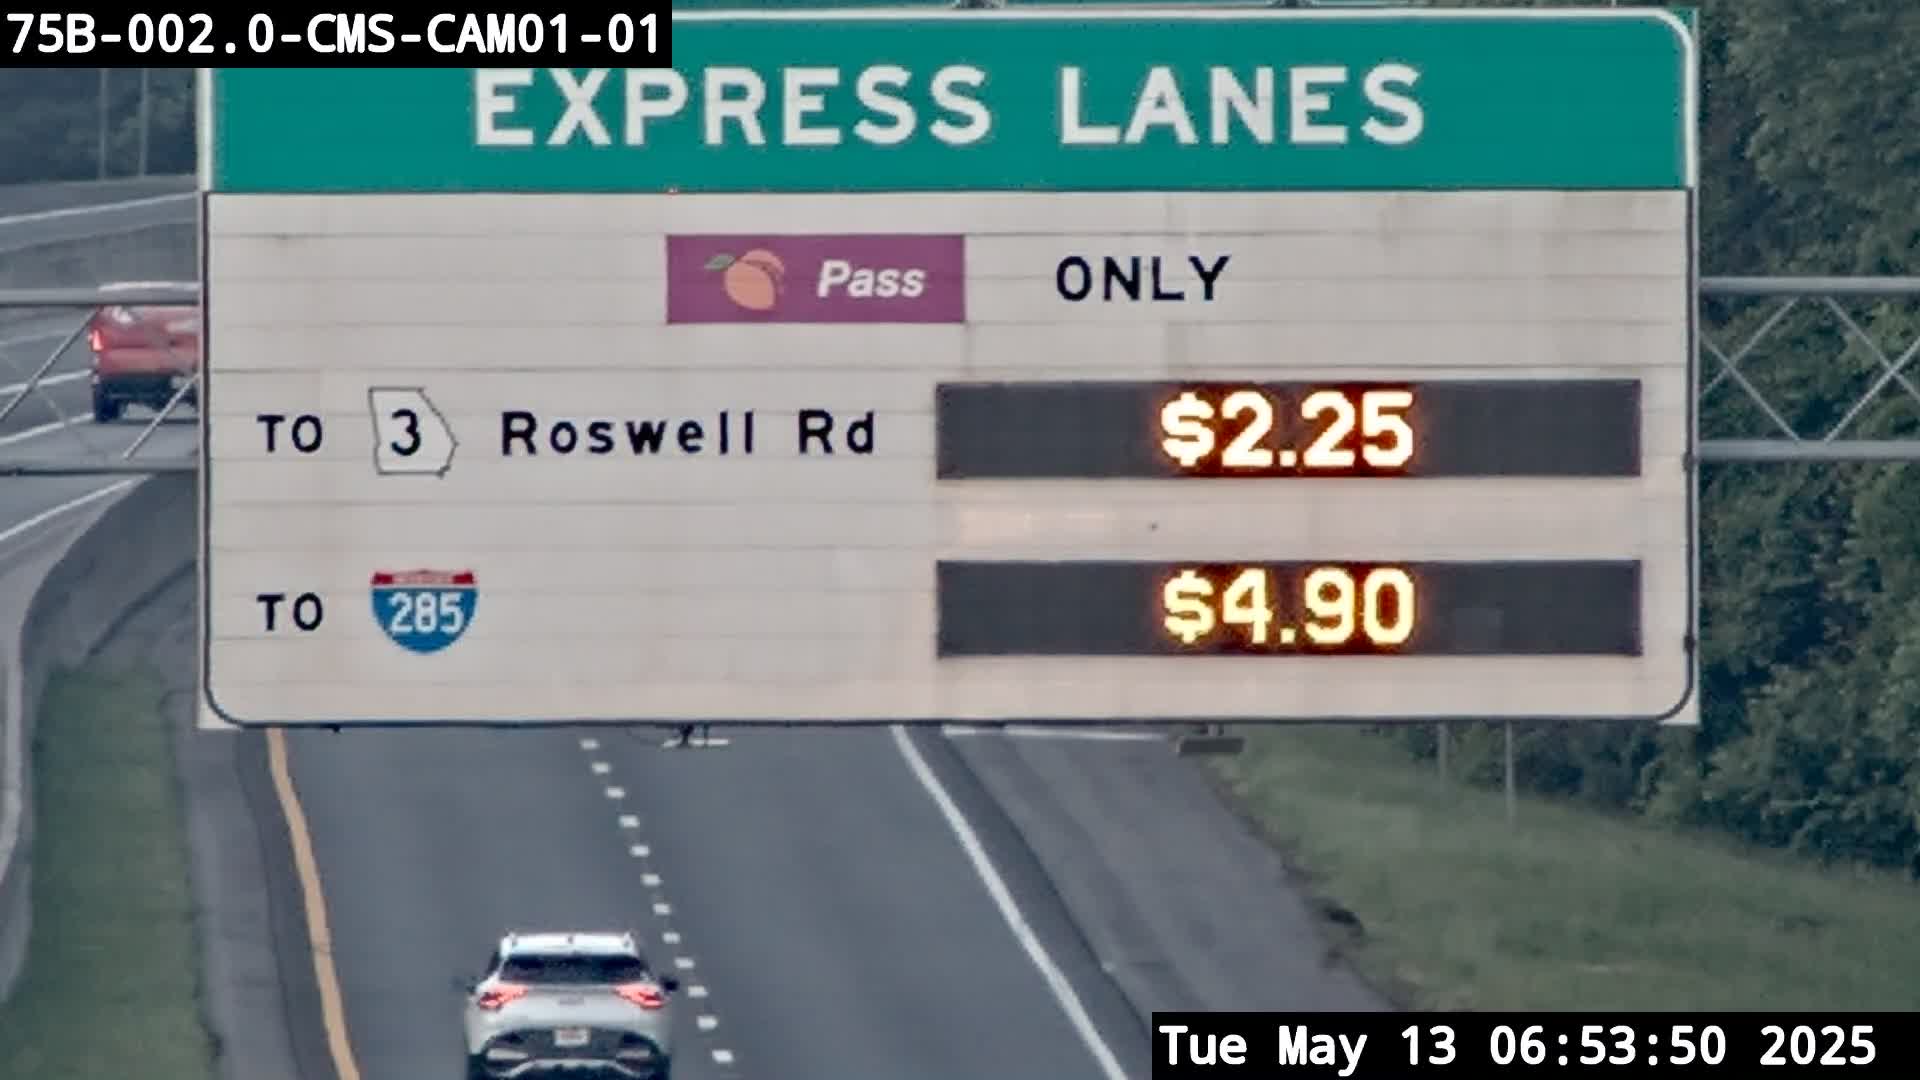 75B-002.0-CMS-CAM01-01
EXPRESS LANES
Pass ONLY
TO 3 Roswell Rd $2.25
TO 285 $4.90
Tue May 13 06:53:50 2025